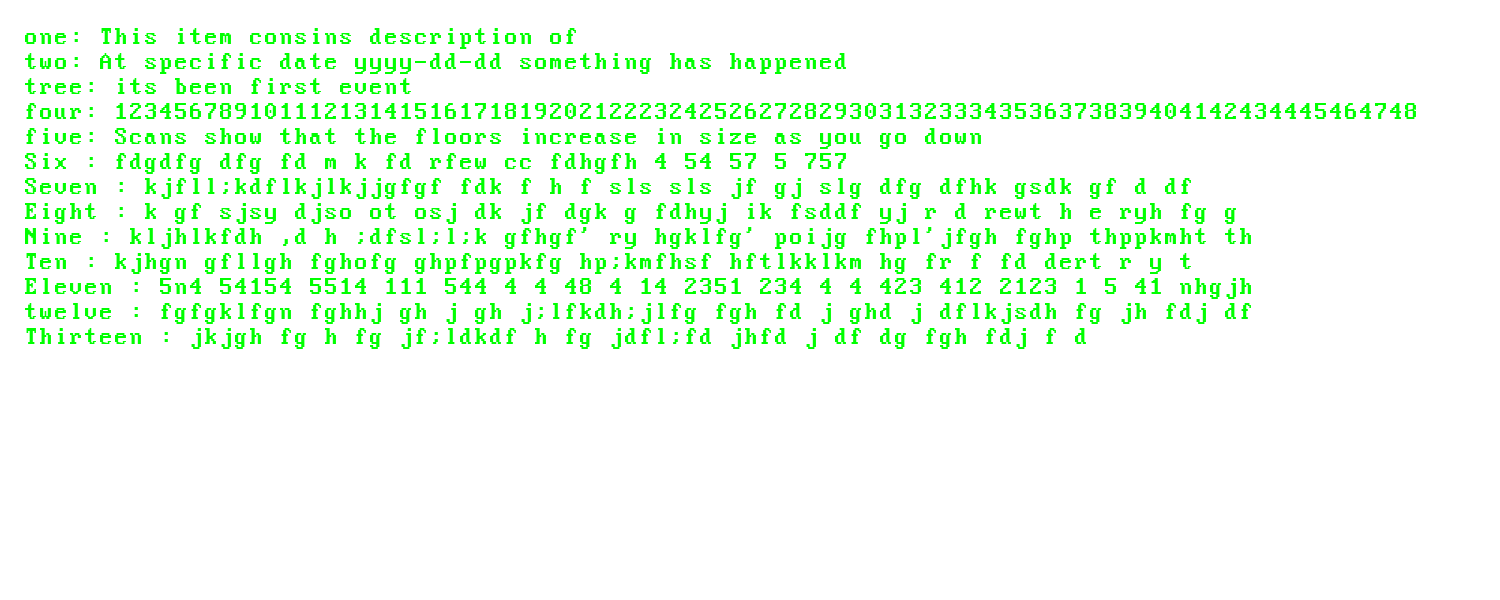 one: This item consins description of
two: At specific date yyyy-dd-dd something has happened
tree: its been first event
four: 123456789101112131415161718192021222324252627282930313233343536373839404142434445464748
five: Scans show that the floors increase in size as you go down
Six : fdgdfg dfg fd m k fd rfew cc fdhgfh 4 54 57 5 757
Seven : kjfll;kdflkjlkjjgfgf fdk f h f sls sls jf gj slg dfg dfhk gsdk gf d df
Eight : k gf sjsy djso ot osj dk jf dgk g fdhyj ik fsddf yj r d rewt h e ryh fg g
Nine : kljhlkfdh ,d h ;dfsl;l;k gfhgf' ry hgklfg' poijg fhpl'jfgh fghp thppkmht th
Ten : kjhgn gfllgh fghofg ghpfpgpkfg hp;kmfhsf hftlkklkm hg fr f fd dert r y t
Eleven : 5n4 54154 5514 111 544 4 4 48 4 14 2351 234 4 4 423 412 2123 1 5 41 nhgjh
twelve : fgfgklfgn fghhj gh j gh j;lfkdh;jlfg fgh fd j ghd j dflkjsdh fg jh fdj df
Thirteen : jkjgh fg h fg jf;ldkdf h fg jdfl;fd jhfd j df dg fgh fdj f d